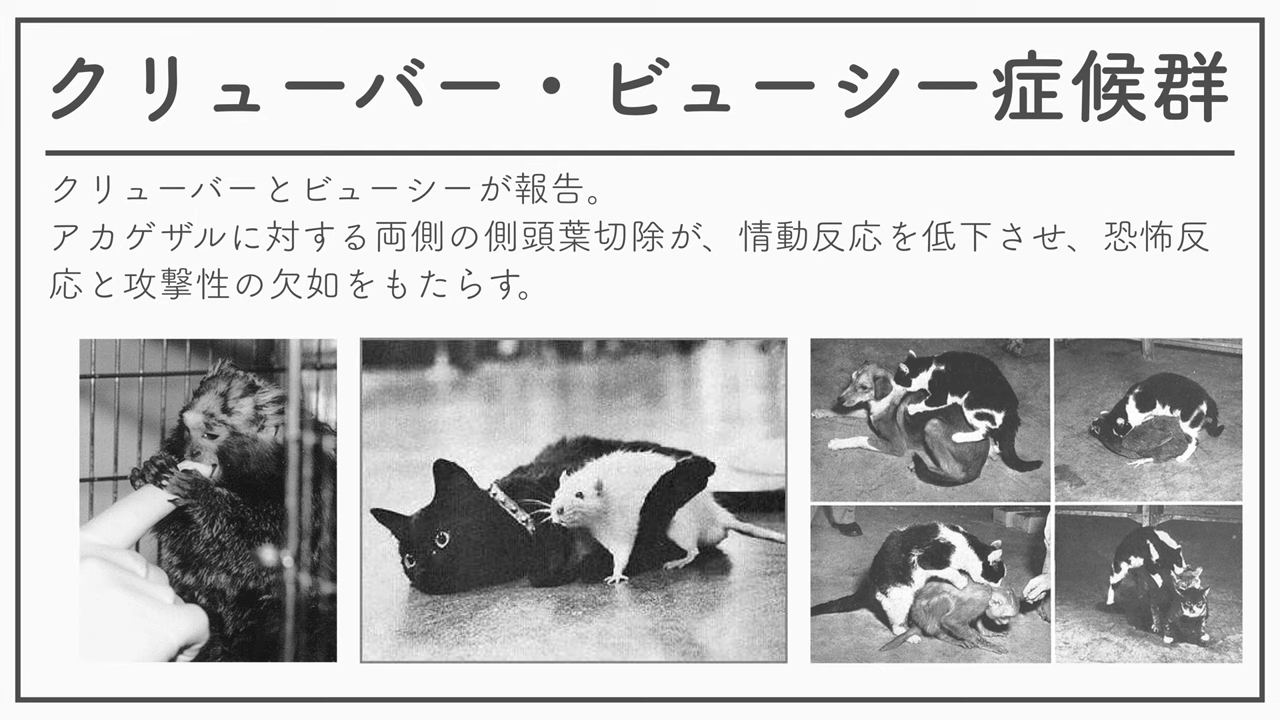 クリューバー・ビューシー症候群
クリューバーとビューシーが報告。
アカゲザルに対する両側の側頭葉切除が、情動反応を低下させ、恐怖反
応と攻撃性の欠如をもたらす。